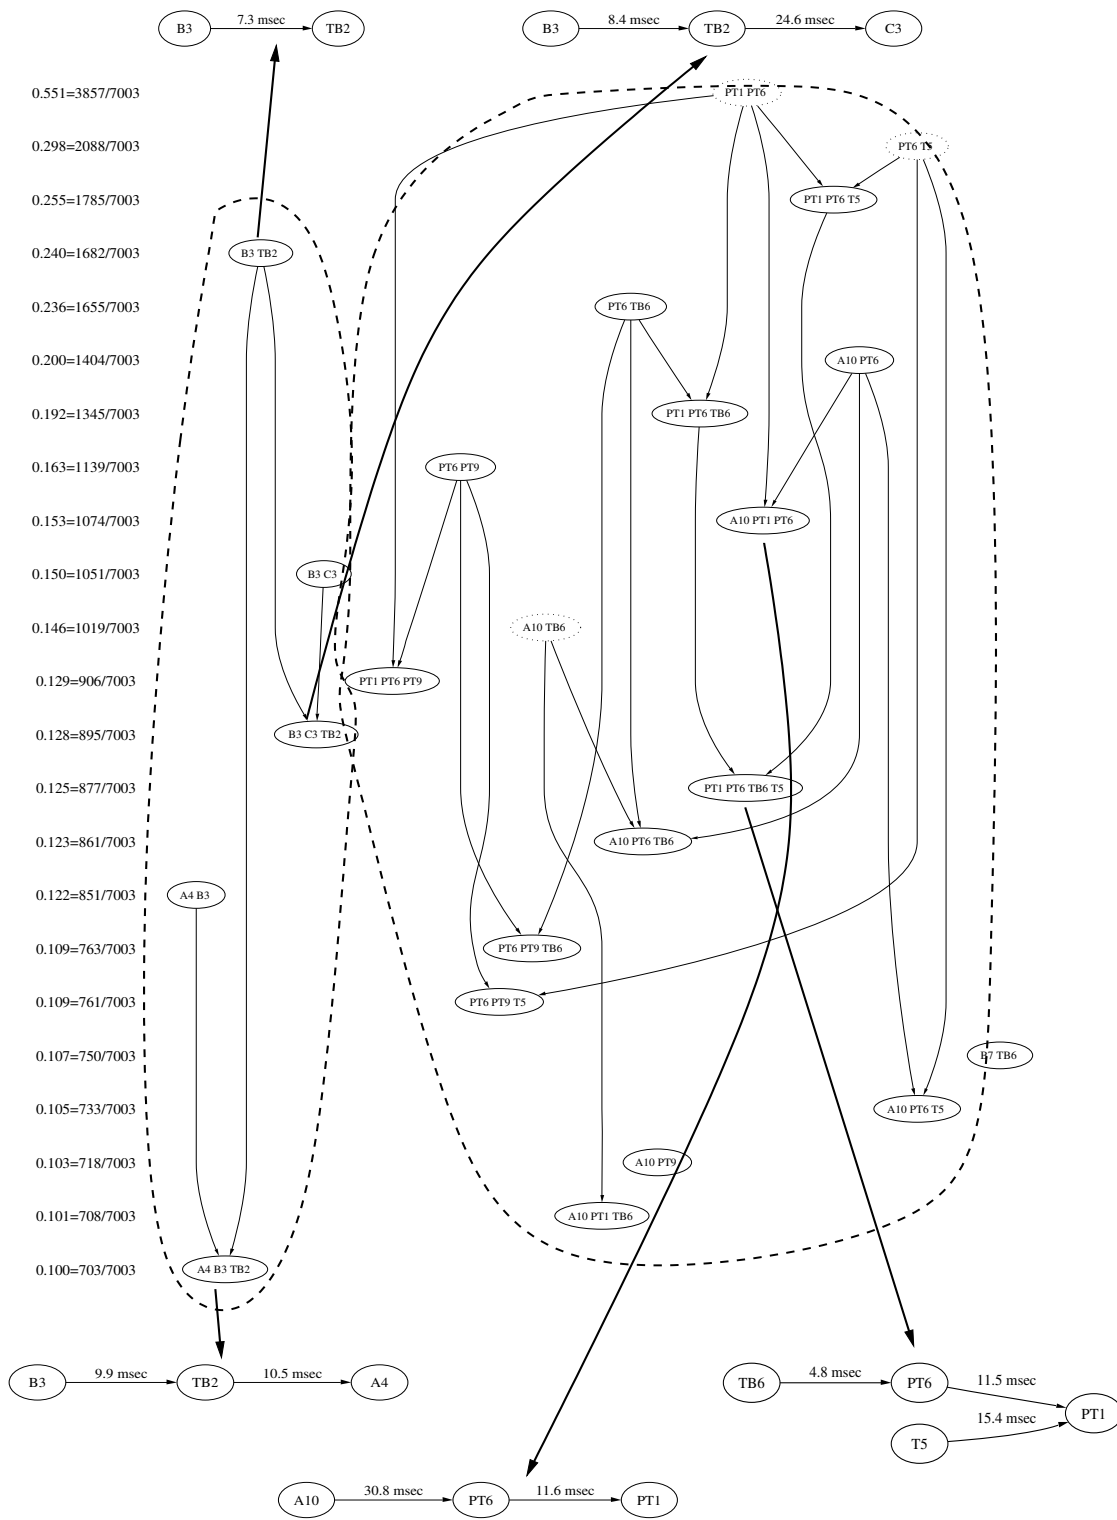 B3 7.3 msec TB2 B3 8.4 msec TB2 24.6 msec C3
0.551=3857/7003 PT1 PT6
0.298=2088/7003 PT6 T5
0.255=1785/7003 PT1 PT6 T5
0.240=1682/7003 B3 TB2
0.236=1655/7003 PT6 TB6
0.200=1404/7003 A10 PT6
0.192=1345/7003 PT1 PT6 TB6
0.163=1139/7003 PT6 PT9
0.153=1074/7003 A10 PT1 PT6
0.150=1051/7003 B3 C3
0.146=1019/7003 A10 TB6
0.129=906/7003 PT1 PT6 PT9
0.128=895/7003 B3 C3 TB2
0.125=877/7003 PT1 PT6 TB6 T5
0.123=861/7003 A10 PT6 TB6
0.122=851/7003 A4 B3
0.109=763/7003 PT6 PT9 TB6
0.109=761/7003 PT6 PT9 T5
0.107=750/7003 B7 TB6
0.105=733/7003 A10 PT6 T5
0.103=718/7003 A10 PT9
0.101=708/7003 A10 PT1 TB6
0.100=703/7003 A4 B3 TB2
B3 9.9 msec TB2 10.5 msec A4 TB6 4.8 msec PT6 11.5 msec
PT1
T5 15.4 msec
A10 30.8 msec PT6 11.6 msec PT1